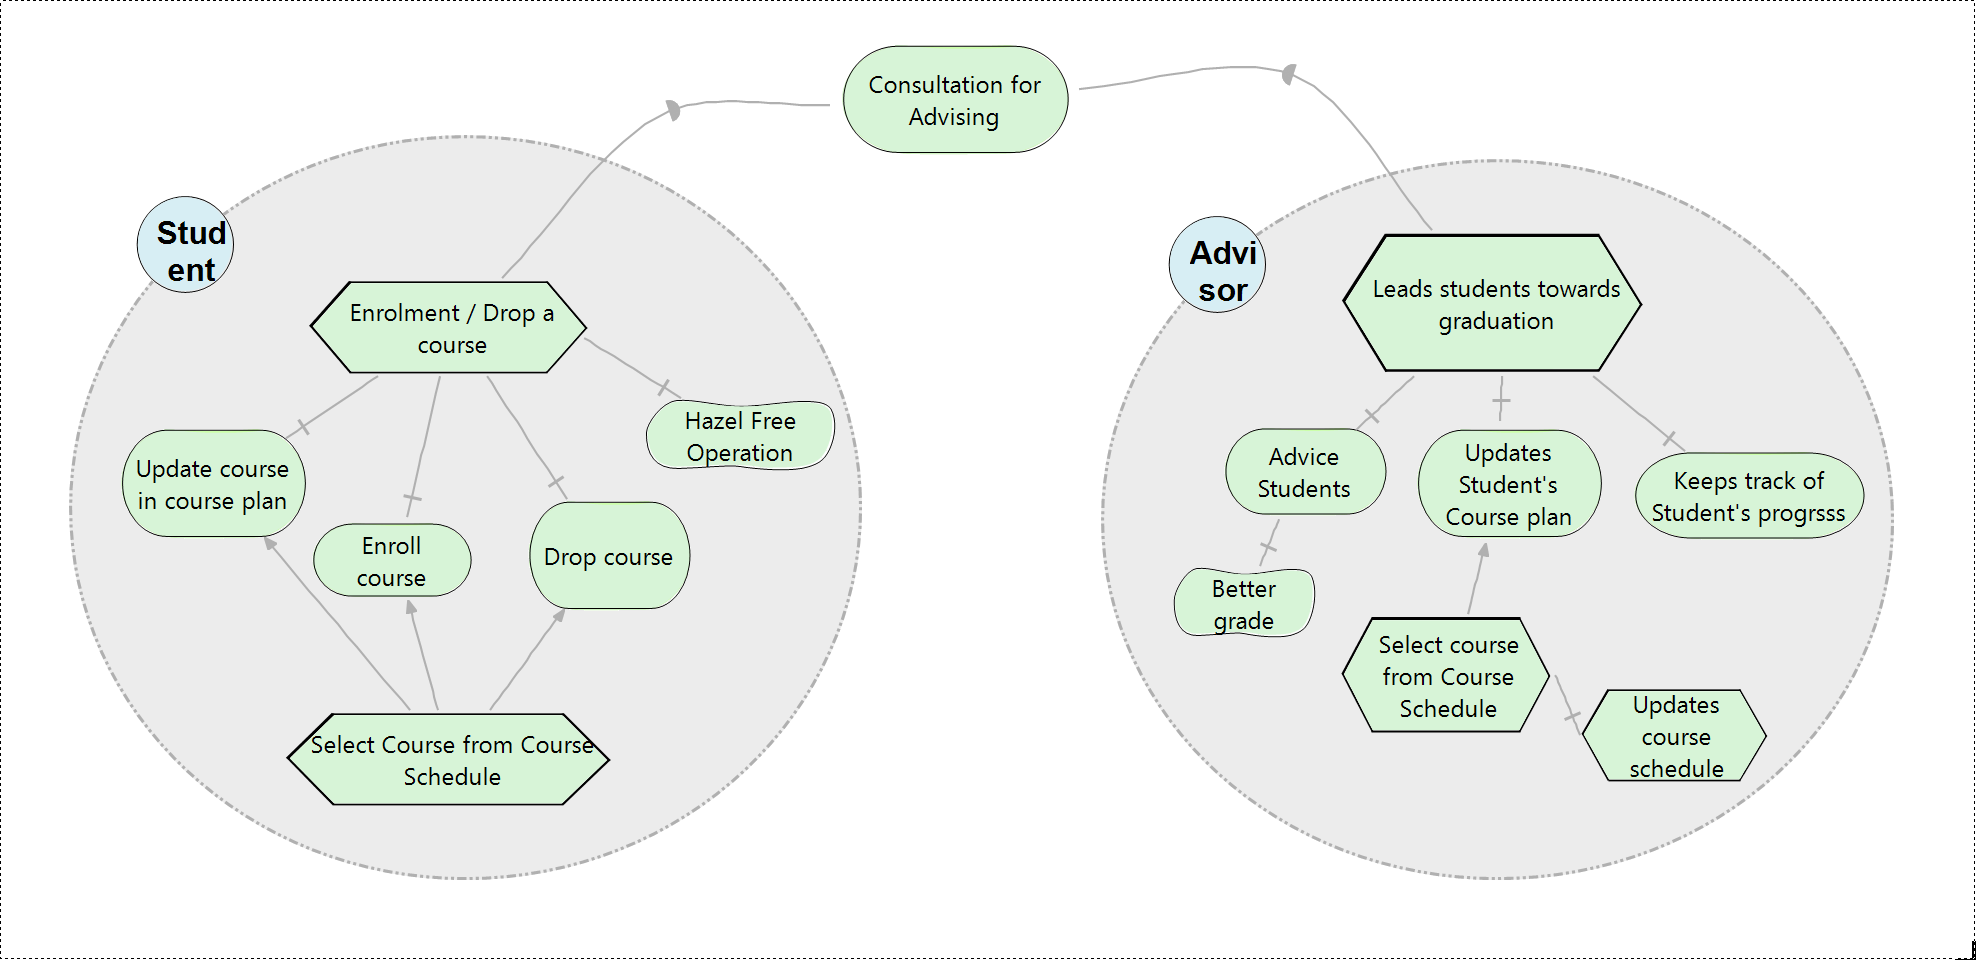 Consultation for
Advising
Stud
ent
Enrolment / Drop a
course
Hazel Free
Operation
Update course
in course plan
Enroll
course
Drop course
Select Course from Course
Schedule
Advi
sor
Leads students towards
graduation
Advice
Students
Updates
Student's
Course plan
Keeps track of
Student's progrsss
Better
grade
Select course
from Course
Schedule
Updates
course
schedule